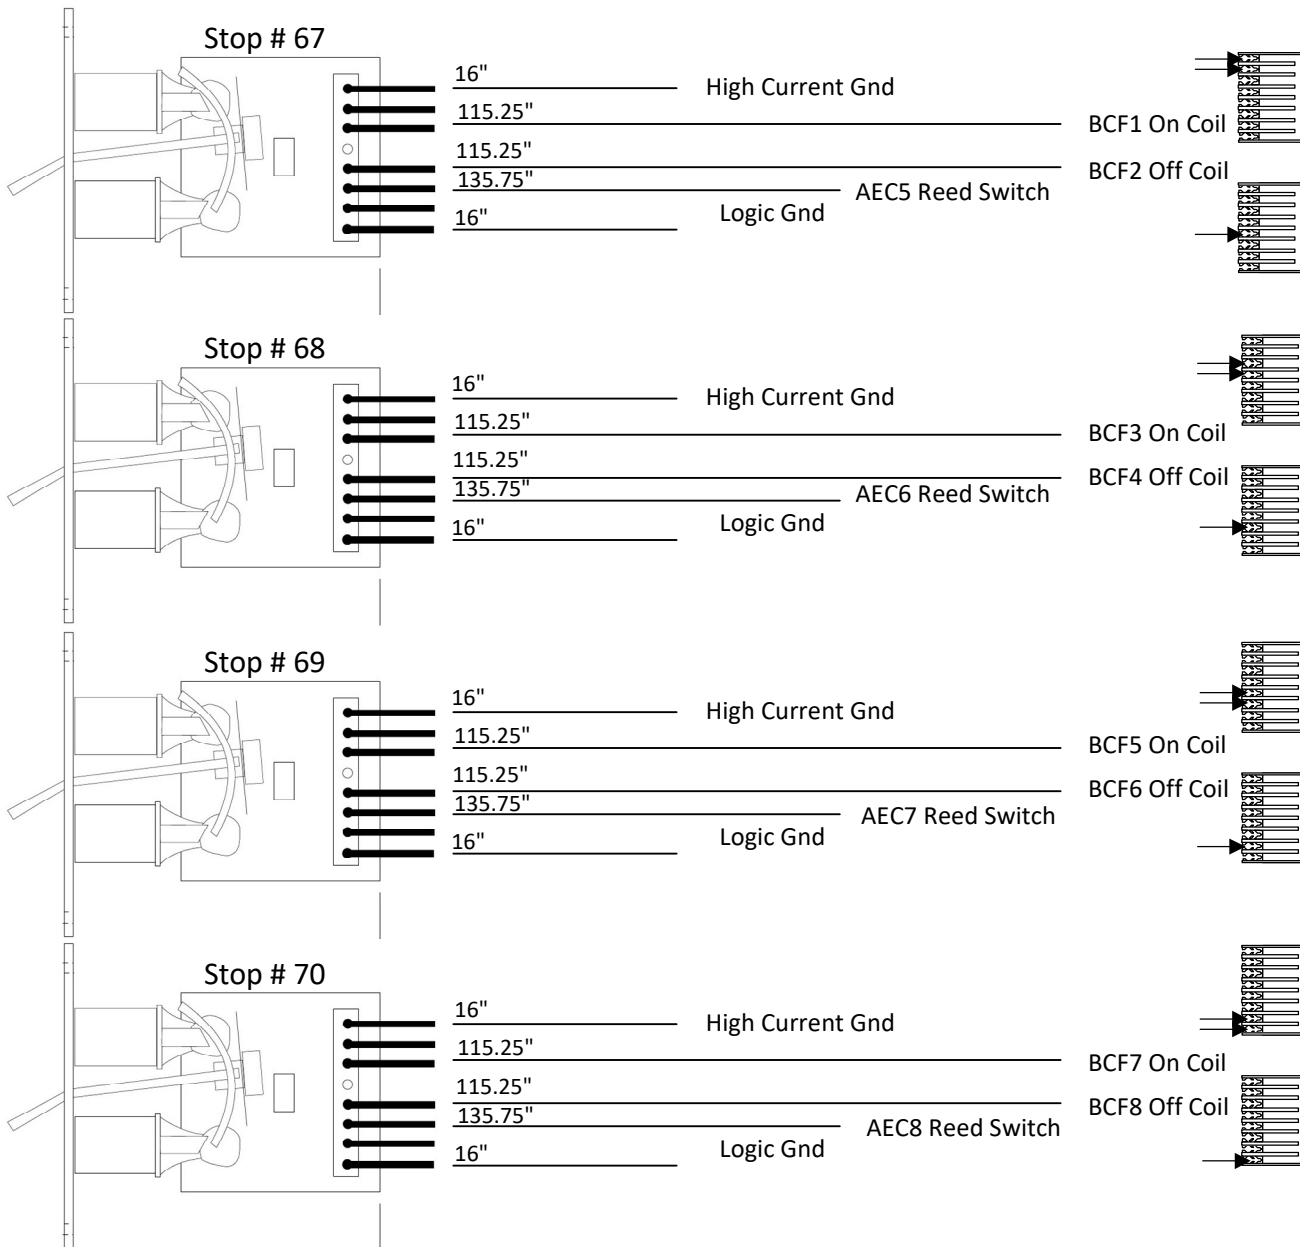 Stop # 67
16"
High Current Gnd
115.25"
BCF1 On Coil
115.25"
BCF2 Off Coil
135.75"
AEC5 Reed Switch
Logic Gnd
16"
Stop # 68
16"
High Current Gnd
115.25"
BCF3 On Coil
115.25"
BCF4 Off Coil
135.75"
AEC6 Reed Switch
Logic Gnd
16"
Stop # 69
16"
High Current Gnd
115.25"
BCF5 On Coil
115.25"
BCF6 Off Coil
135.75"
AEC7 Reed Switch
Logic Gnd
16"
Stop # 70
16"
High Current Gnd
115.25"
BCF7 On Coil
115.25"
BCF8 Off Coil
135.75"
AEC8 Reed Switch
Logic Gnd
16"